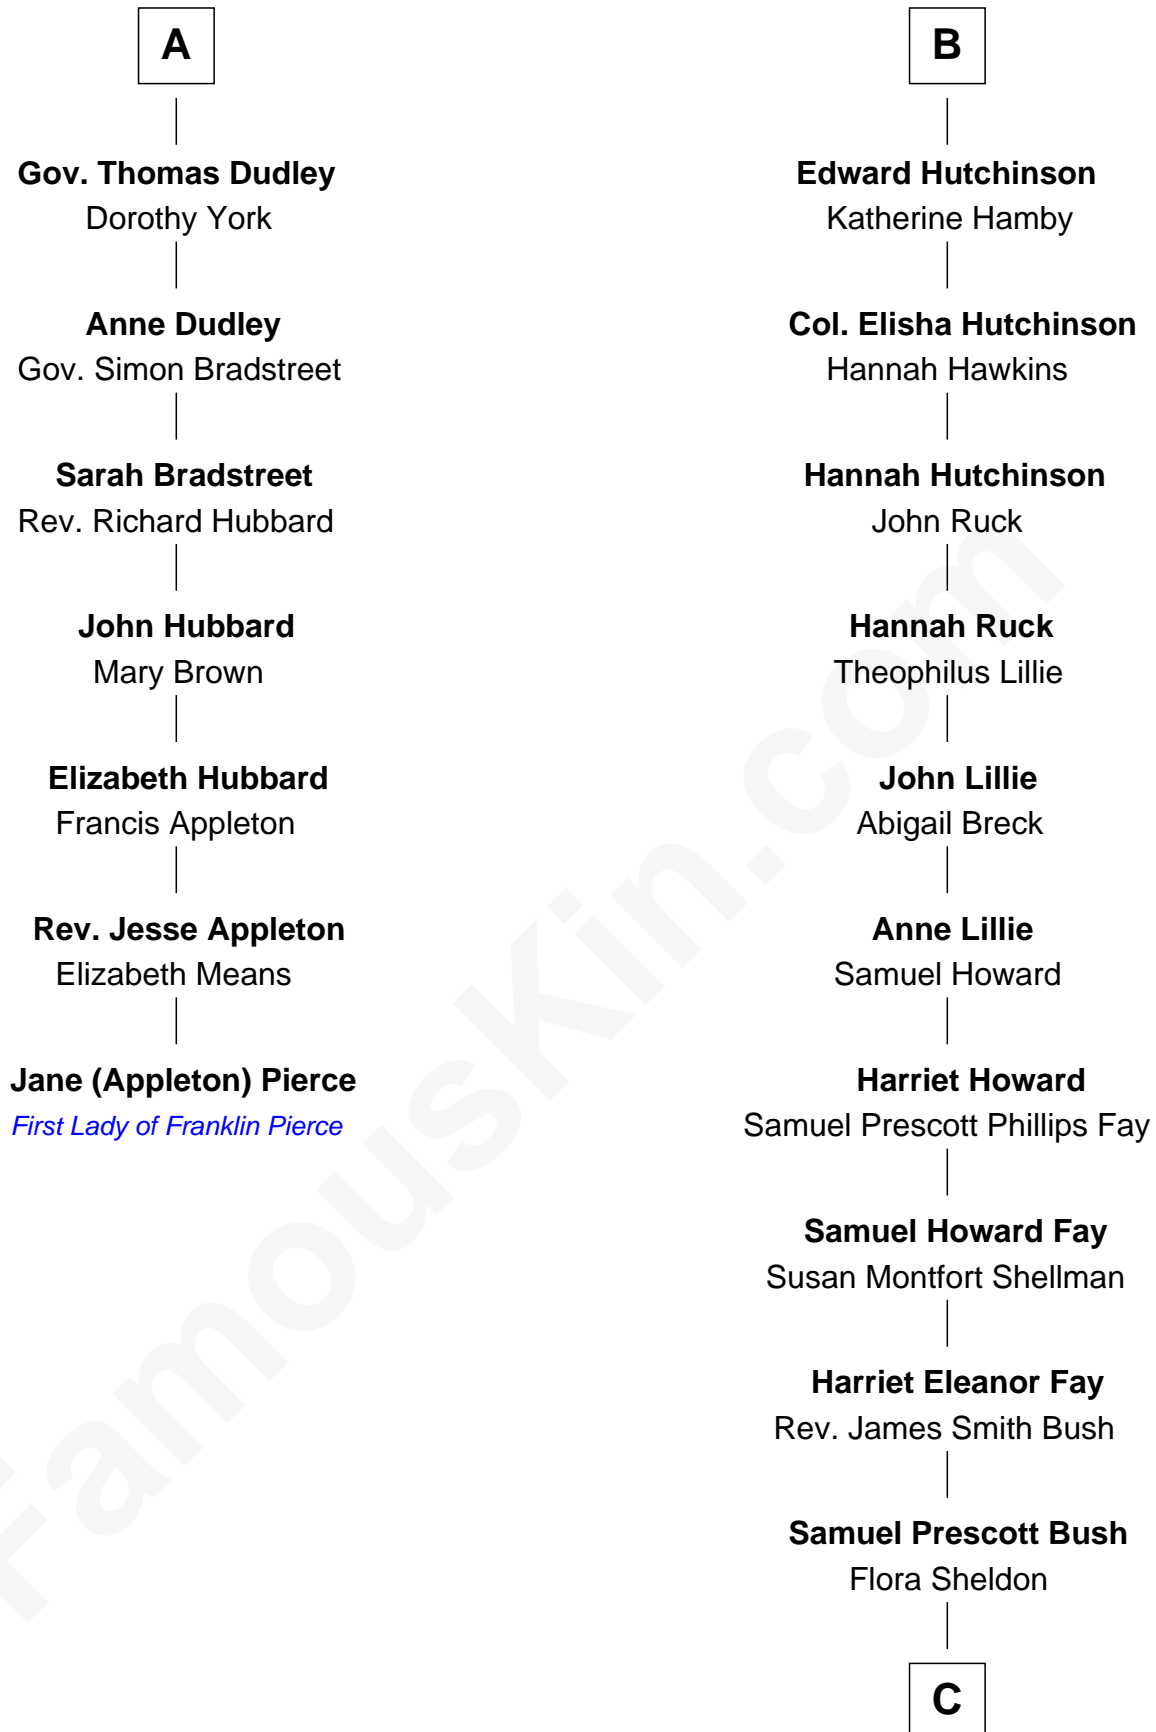 A
Gov. Thomas Dudley
Dorothy York
Anne Dudley
Gov. Simon Bradstreet
Sarah Bradstreet
Rev. Richard Hubbard
John Hubbard
Mary Brown
Elizabeth Hubbard
Francis Appleton
Rev. Jesse Appleton
Elizabeth Means
Jane (Appleton) Pierce
First Lady of Franklin Pierce
B
Edward Hutchinson
Katherine Hamby
Col. Elisha Hutchinson
Hannah Hawkins
Hannah Hutchinson
John Ruck
Hannah Ruck
Theophilus Lillie
John Lillie
Abigail Breck
Anne Lillie
Samuel Howard
Harriet Howard
Samuel Prescott Phillips Fay
Samuel Howard Fay
Susan Montfort Shellman
Harriet Eleanor Fay
Rev. James Smith Bush
Samuel Prescott Bush
Flora Sheldon
C
FamousKin.com